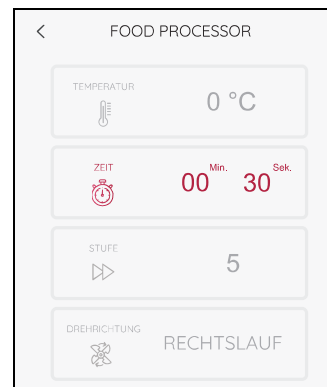 FOOD PROCESSOR
TEMPERATUR
0 °C
ZEIT
00 Min. 30 Sek.
STUFE
5
DREHRICHTUNG
RECHTSLAUF